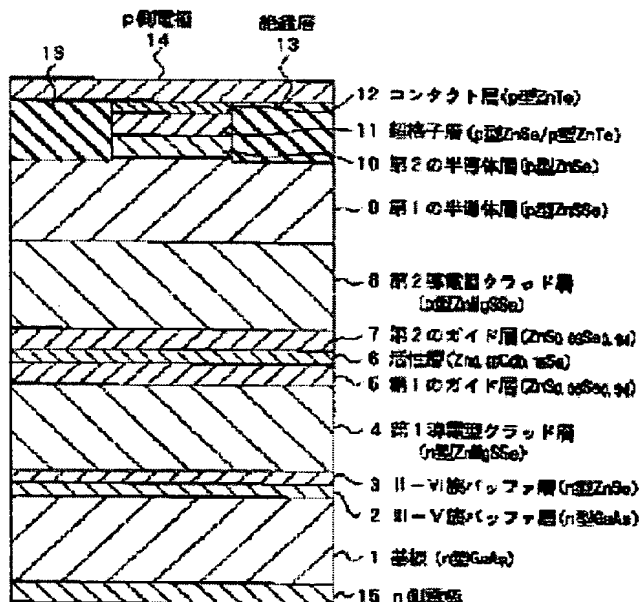 p側電極
14
絶縁層
13
13
12 コンタクト層(p型ZnTe)
11 超格子層(p型ZnSe/p型ZnTe)
10 第2の半導体層(p型ZnSe)
9 第1の半導体層(p型ZnSSe)
8 第2導電型クラッド層
(p型ZnMgSSe)
7 第2のガイド層
6 活性層
5 第1のガイド層
4 第1導電型クラッド層
(n型ZnMgSSe)
3 II-VI族バッファ層(n型ZnSe)
2 III-V族バッファ層(n型GaAs)
1 基板(n型GaAs)
15 n側電極